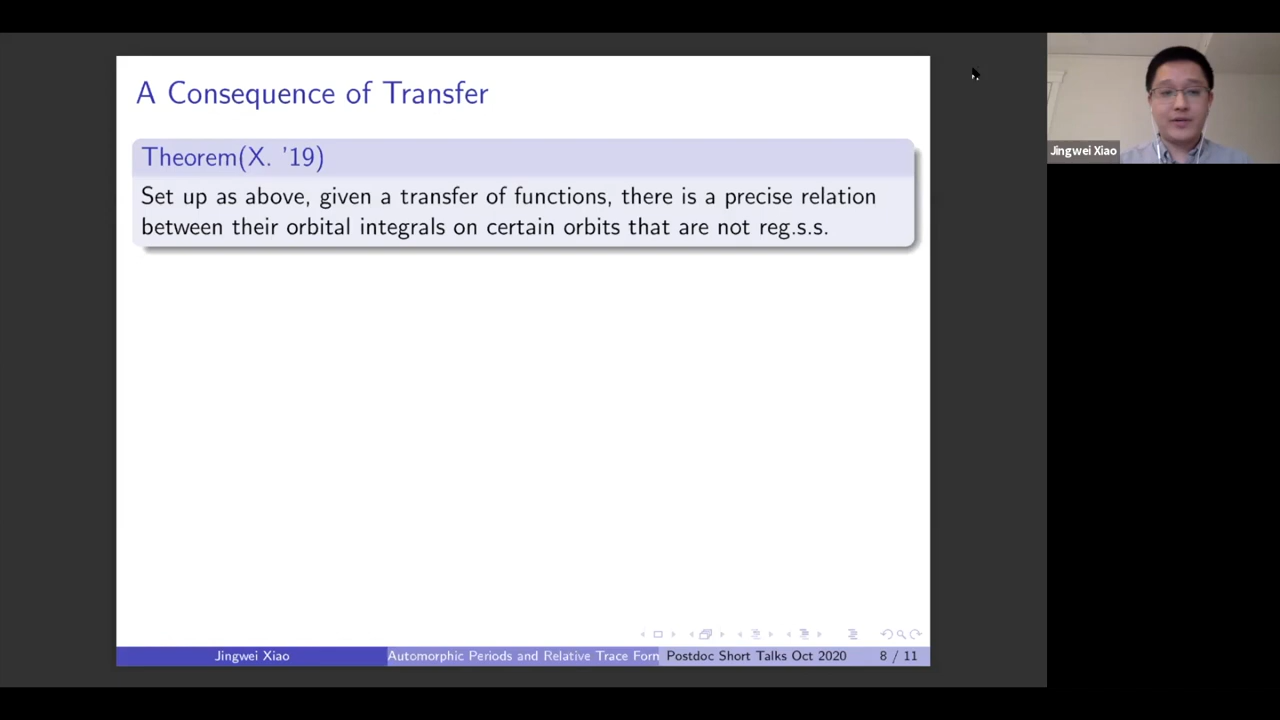 A Consequence of Transfer
Theorem(X. '19)
Set up as above, given a transfer of functions, there is a precise relation
between their orbital integrals on certain orbits that are not reg.s.s.
Jingwei Xiao
Jingwei Xiao
Automorphic Periods and Relative Trace Form
Postdoc Short Talks Oct 2020
8 / 11